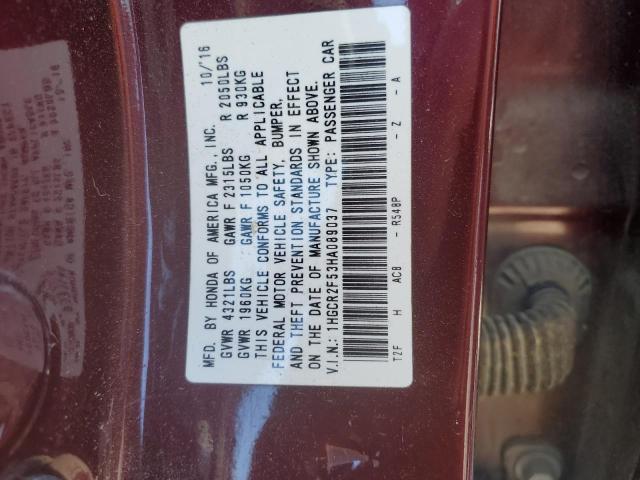 MFD. BY HONDA OF AMERICA MFG., INC. 10/'16
GVWR 4321LBS GAWR F 2315LBS R 2050LBS
GVWR 1960KG GAWR F 1050KG R 930KG
THIS VEHICLE CONFORMS TO ALL APPLICABLE
FEDERAL MOTOR VEHICLE SAFETY, BUMPER,
AND THEFT PREVENTION STANDARDS IN EFFECT
ON THE DATE OF MANUFACTURE SHOWN ABOVE.
V.I.N.: 1HGCR2F53HA089037 TYPE: PASSENGER CAR
T2F H AC8 - R548P - Z - A